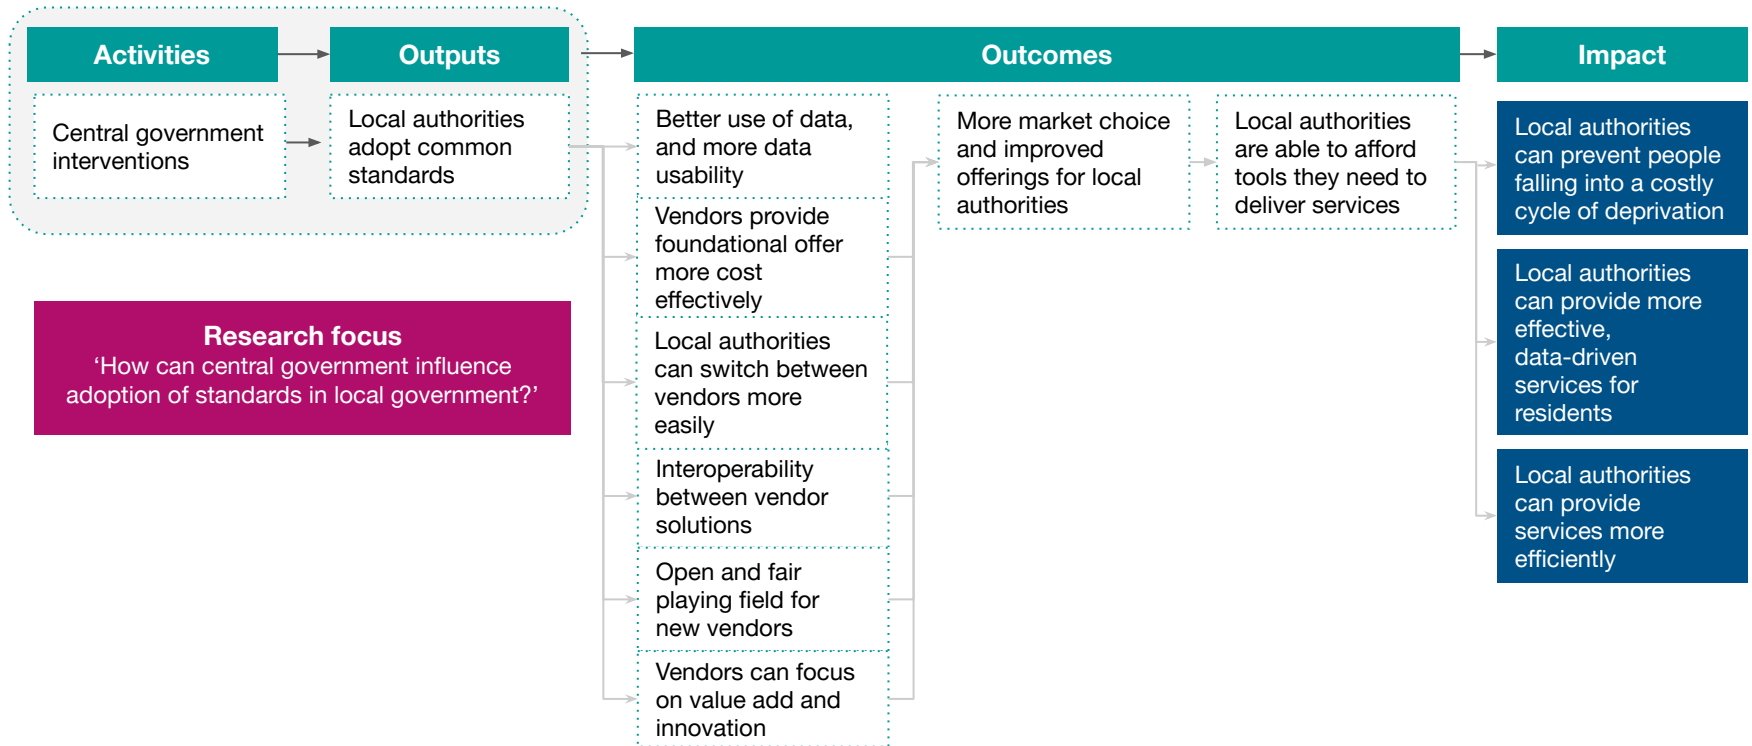 Activities
Outputs
Outcomes
Impact
Central government
interventions
Local authorities
adopt common
standards
Better use of data,
and more data
usability
Vendors provide
foundational offer
more cost
effectively
Local authorities
can switch between
vendors more
easily
Interoperability
between vendor
solutions
Open and fair
playing field for
new vendors
Vendors can focus
on value add and
innovation
More market choice
and improved
offerings for local
authorities
Local authorities
are able to afford
tools they need to
deliver services
Local authorities
can prevent people
falling into a costly
cycle of deprivation
Local authorities
can provide more
effective,
data-driven
services for
residents
Local authorities
can provide
services more
efficiently
Research focus
‘How can central government influence
adoption of standards in local government?’